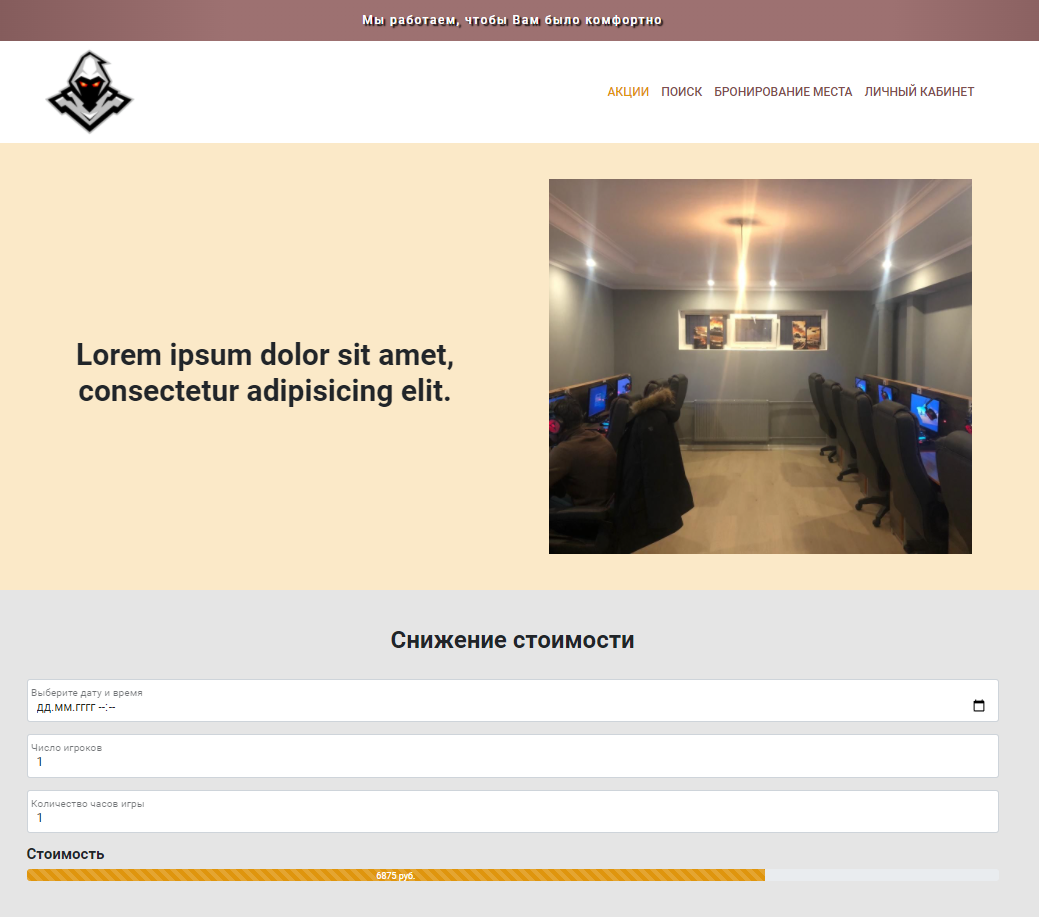 Мы работаем, чтобы Вам было комфортно
АКЦИИ ПОИСК БРОНИРОВАНИЕ МЕСТА ЛИЧНЫЙ КАБИНЕТ
Lorem ipsum dolor sit amet,
consectetur adipisicing elit.
Снижение стоимости
Выберите дату и время
дд.мм.гггг --:--
Число игроков
1
Количество часов игры
1
Стоимость
6875 руб.